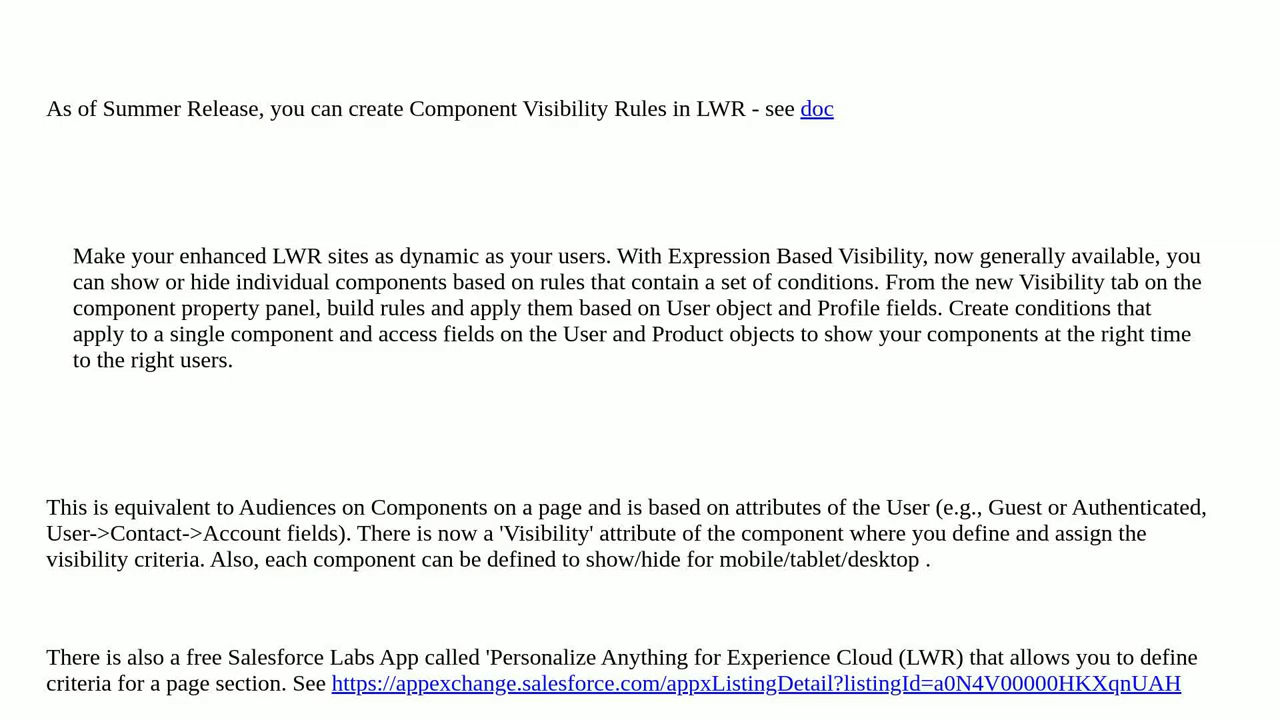 As of Summer Release, you can create Component Visibility Rules in LWR - see doc
Make your enhanced LWR sites as dynamic as your users. With Expression Based Visibility, now generally available, you
can show or hide individual components based on rules that contain a set of conditions. From the new Visibility tab on the
component property panel, build rules and apply them based on User object and Profile fields. Create conditions that
apply to a single component and access fields on the User and Product objects to show your components at the right time
to the right users.
This is equivalent to Audiences on Components on a page and is based on attributes of the User (e.g., Guest or Authenticated,
User->Contact->Account fields). There is now a 'Visibility' attribute of the component where you define and assign the
visibility criteria. Also, each component can be defined to show/hide for mobile/tablet/desktop .
There is also a free Salesforce Labs App called 'Personalize Anything for Experience Cloud (LWR) that allows you to define
criteria for a page section. See https://appexchange.salesforce.com/appxListingDetail?listingId=a0N4V00000HKXqnUAH